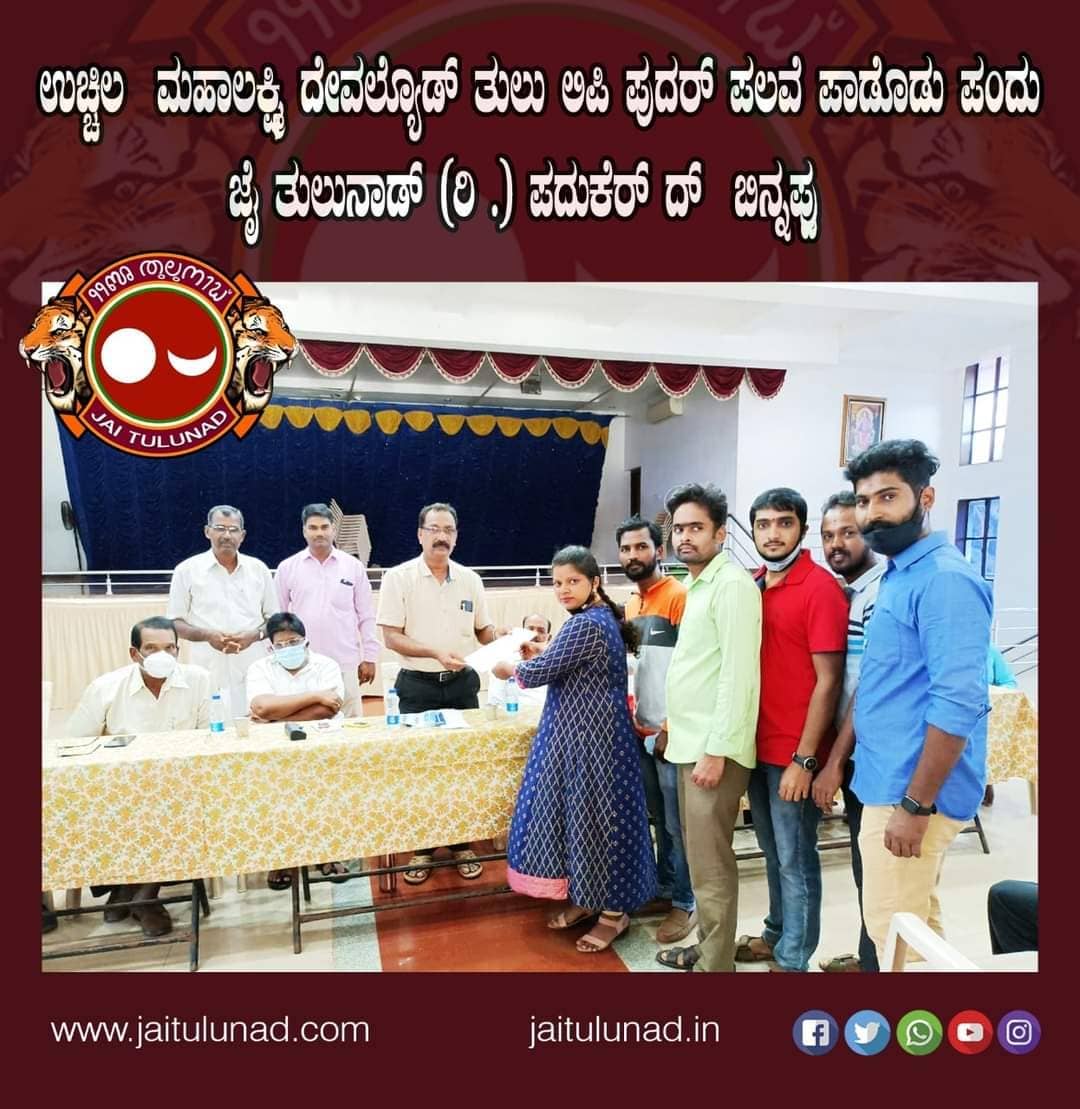 ಉಚ್ಚಿಲ ಮಹಾಲಕ್ಷ್ಮಿ ದೇವಲ್ಯೊಡ್ ತುಲು ಲಿಪಿ ಪುದರ್ ಪಲವೆ ಪಾಡೊಡು ಪಂದು
ಜೈ ತುಲುನಾಡ್ (ರಿ .) ಪದುಕೆರ್ ದ್ ಬಿನ್ನಪ್ಪು
JAI TULUNAD
www.jaitulunad.com
jaitulunad.in